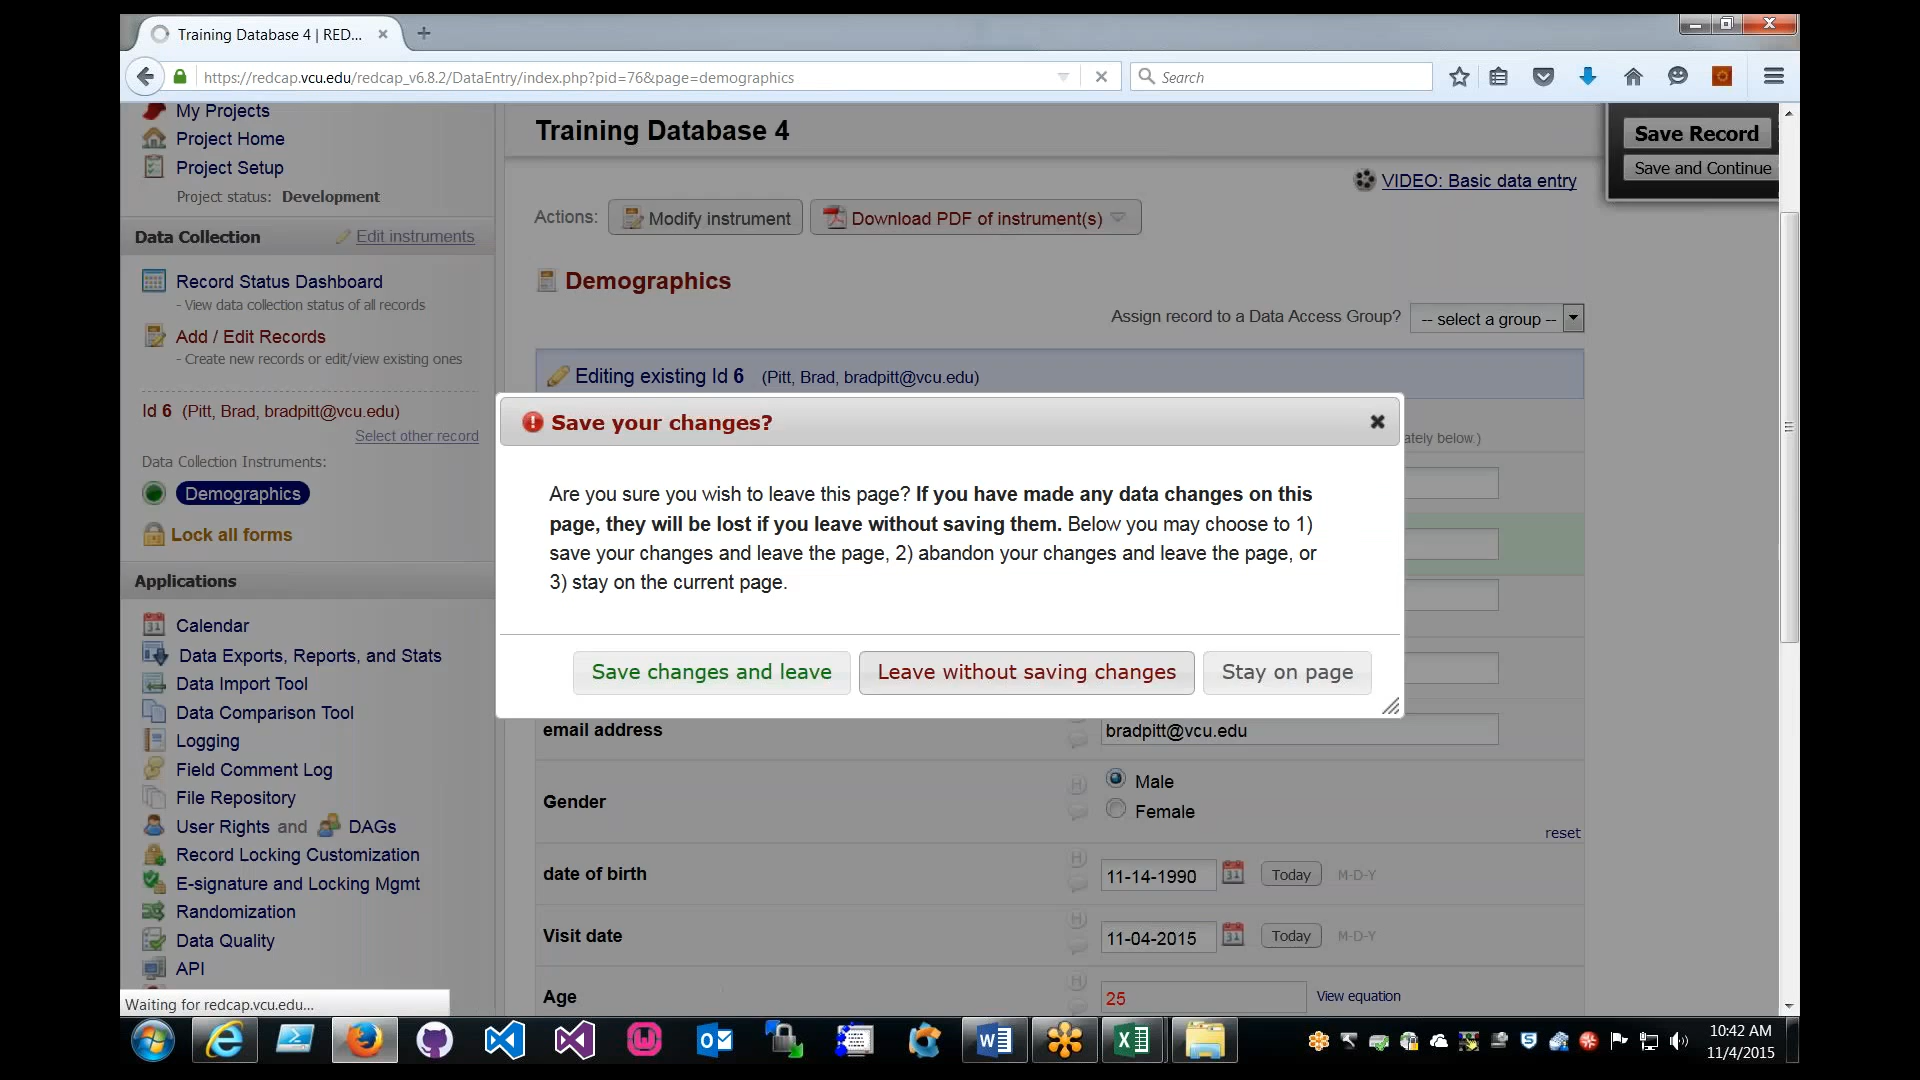 Training Database 4 | RED...
https://redcap.vcu.edu/redcap_v6.8.2/DataEntry/index.php?pid=76&page=demographics
Search
My Projects
Project Home
Project Setup
Project status: Development
Data Collection
Edit instruments
Record Status Dashboard
- View data collection status of all records
Add / Edit Records
- Create new records or edit/view existing ones
Id 6 (Pitt, Brad, bradpitt@vcu.edu)
Select other record
Data Collection Instruments:
Demographics
Lock all forms
Applications
Calendar
Data Exports, Reports, and Stats
Data Import Tool
Data Comparison Tool
Logging
Field Comment Log
File Repository
User Rights and DAGs
Record Locking Customization
E-signature and Locking Mgmt
Randomization
Data Quality
API
Waiting for redcap.vcu.edu...
Training Database 4
Save Record
Save and Continue
VIDEO: Basic data entry
Actions: Modify instrument Download PDF of instrument(s)
Demographics
Assign record to a Data Access Group? -- select a group --
Editing existing Id 6 (Pitt, Brad, bradpitt@vcu.edu)
ately below.)
Save your changes?
Are you sure you wish to leave this page? If you have made any data changes on this
page, they will be lost if you leave without saving them. Below you may choose to 1)
save your changes and leave the page, 2) abandon your changes and leave the page, or
3) stay on the current page.
Save changes and leave Leave without saving changes Stay on page
email address bradpitt@vcu.edu
Gender
Male
Female
reset
date of birth 11-14-1990 31 Today M-D-Y
Visit date 11-04-2015 31 Today M-D-Y
Age 25 View equation
10:42 AM
11/4/2015